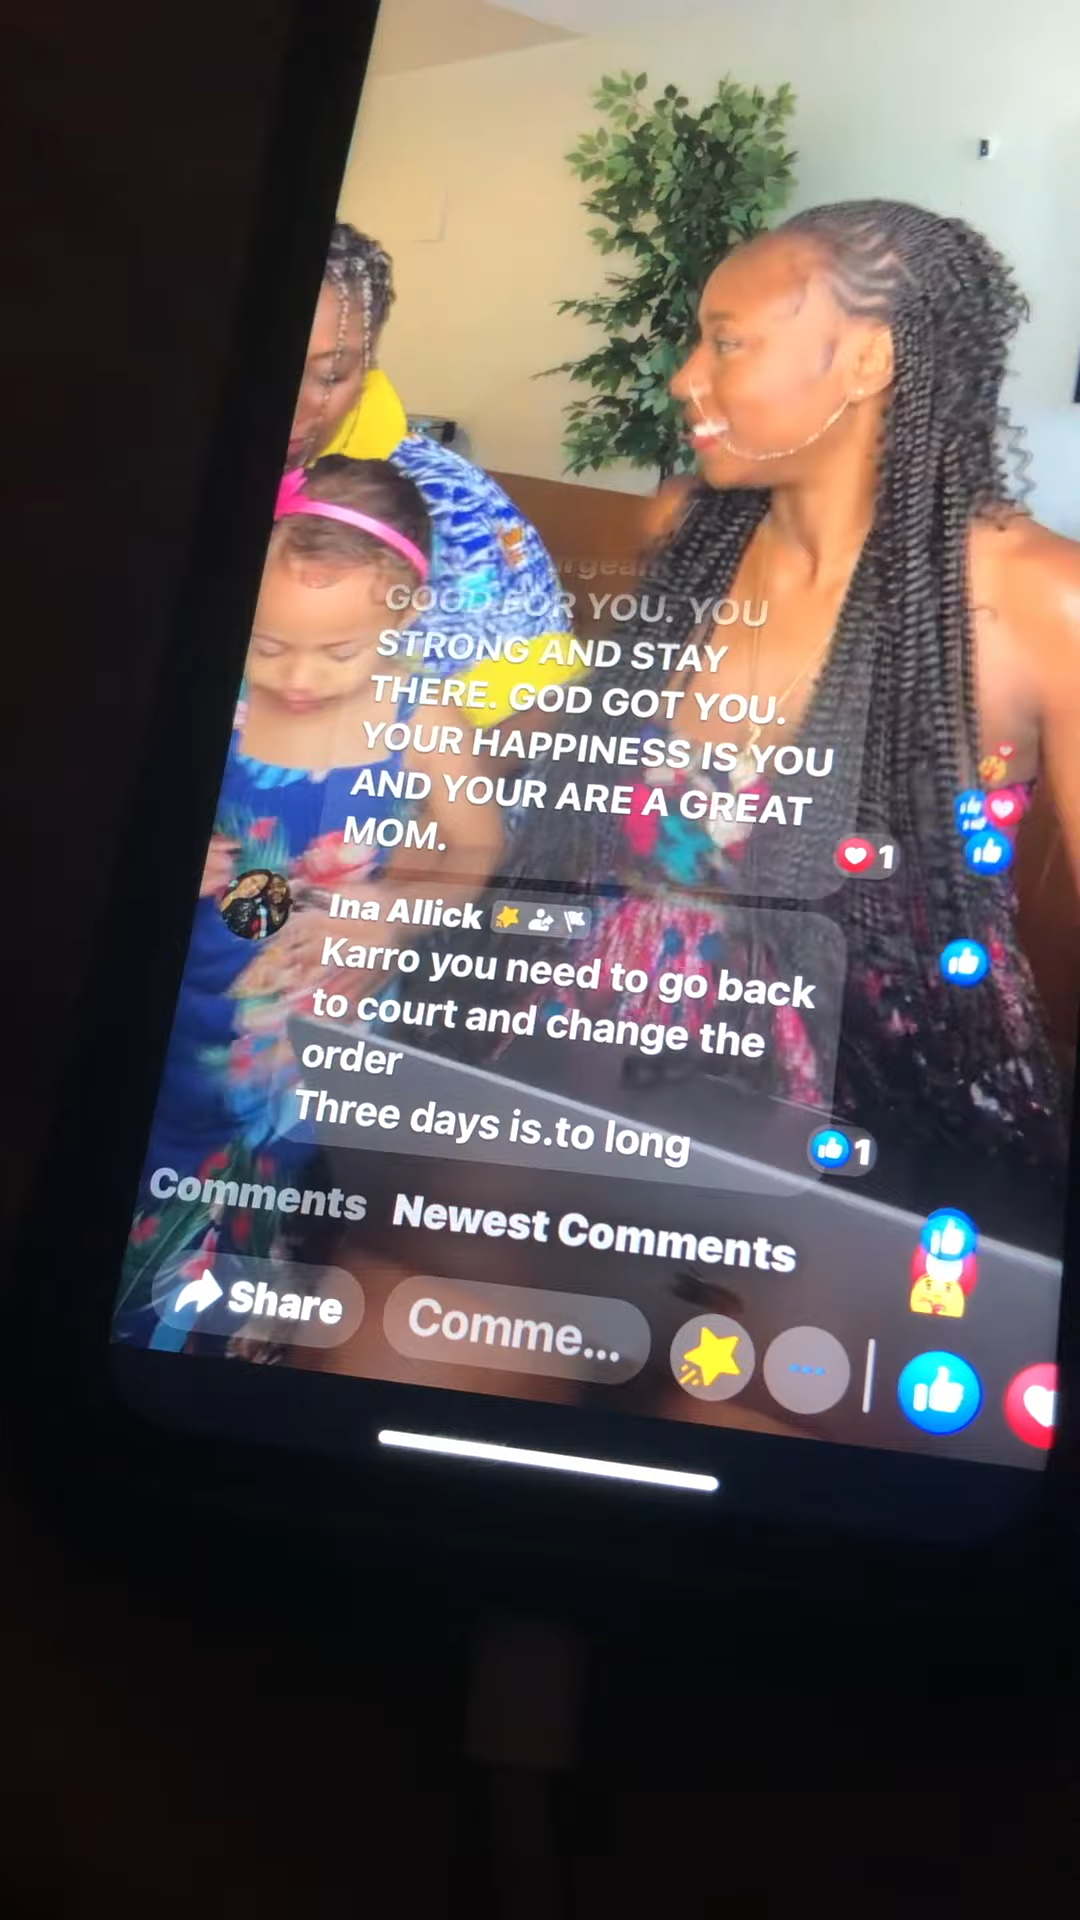 GOOD FOR YOU. YOU
STRONG AND STAY
THERE. GOD GOT YOU.
YOUR HAPPINESS IS YOU
AND YOUR ARE A GREAT
MOM.
1
Ina Allick
Karro you need to go back
to court and change the
order
Three days is.to long
1
Comments Newest Comments
Share Comme...